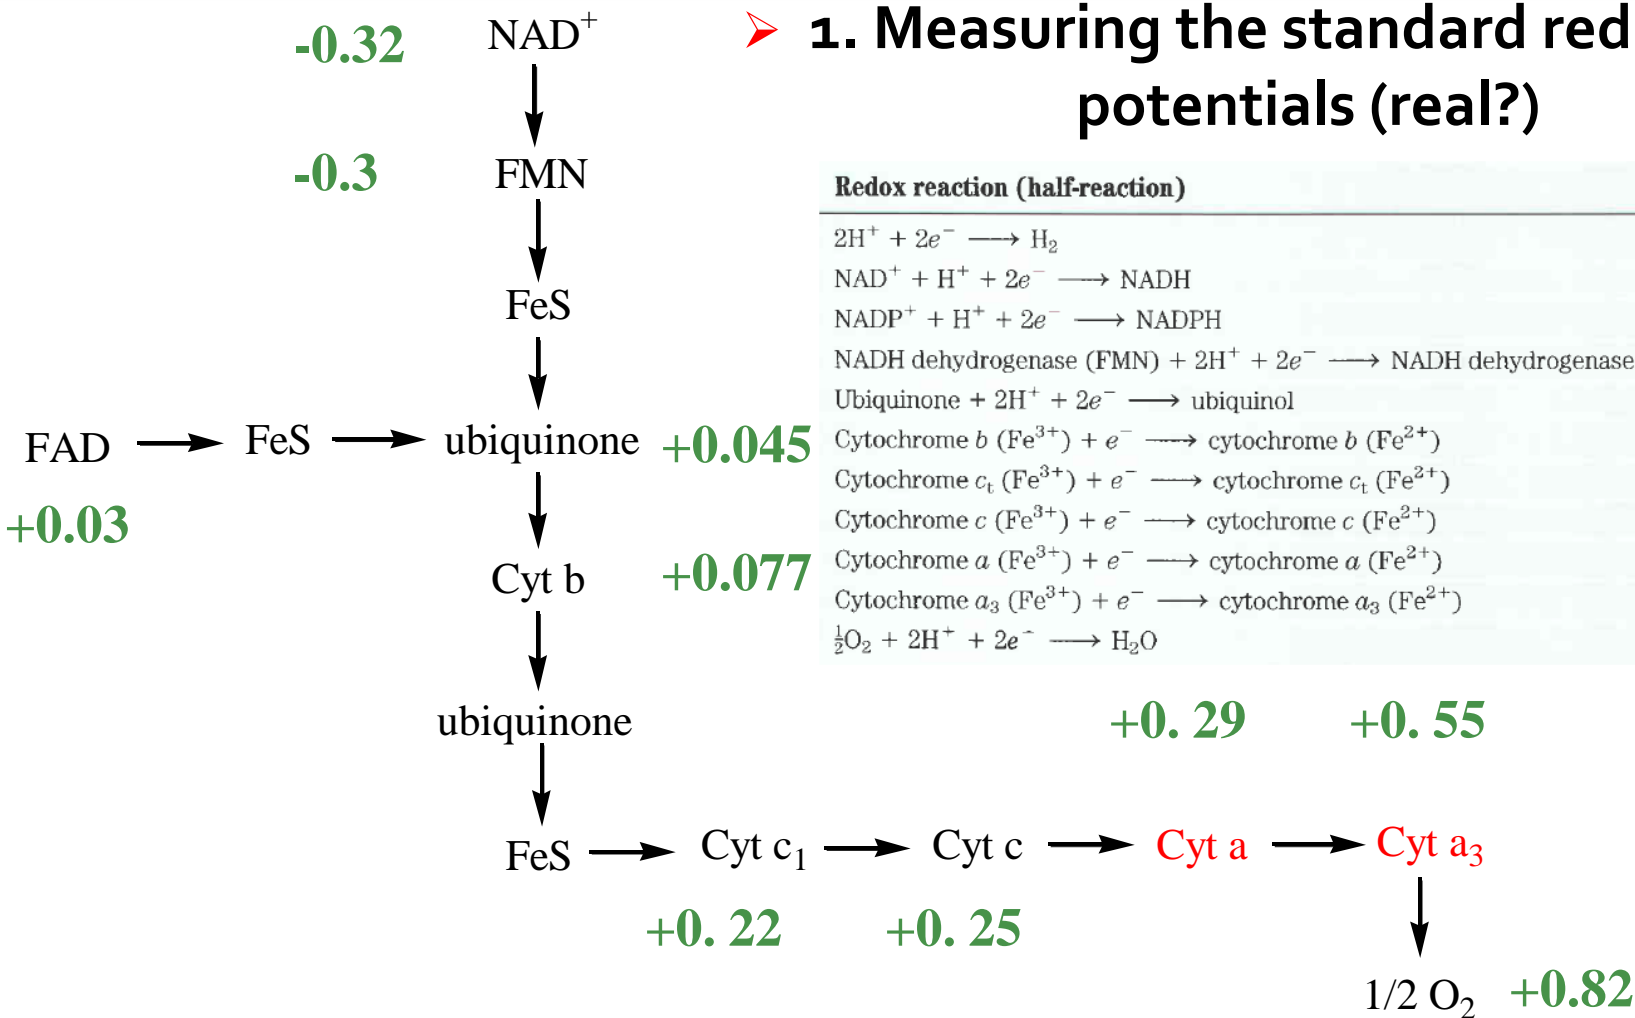 ➢ 1. Measuring the standard red
potentials (real?)
-0.32 NAD⁺
-0.3 FMN
FeS
FAD FeS ubiquinone +0.045
+0.03
Cyt b +0.077
ubiquinone
Redox reaction (half-reaction)
2H⁺ + 2e⁻ ⟶ H₂
NAD⁺ + H⁺ + 2e⁻ ⟶ NADH
NADP⁺ + H⁺ + 2e⁻ ⟶ NADPH
NADH dehydrogenase (FMN) + 2H⁺ + 2e⁻ ⟶ NADH dehydrogenase
Ubiquinone + 2H⁺ + 2e⁻ ⟶ ubiquinol
Cytochrome b (Fe³⁺) + e⁻ ⟶ cytochrome b (Fe²⁺)
Cytochrome cₜ (Fe³⁺) + e⁻ ⟶ cytochrome cₜ (Fe²⁺)
Cytochrome c (Fe³⁺) + e⁻ ⟶ cytochrome c (Fe²⁺)
Cytochrome a (Fe³⁺) + e⁻ ⟶ cytochrome a (Fe²⁺)
Cytochrome a₃ (Fe³⁺) + e⁻ ⟶ cytochrome a₃ (Fe²⁺)
½O₂ + 2H⁺ + 2e⁻ ⟶ H₂O
+0. 29 +0. 55
FeS Cyt c₁ Cyt c Cyt a Cyt a₃
+0. 22 +0. 25
1/2 O₂ +0.82